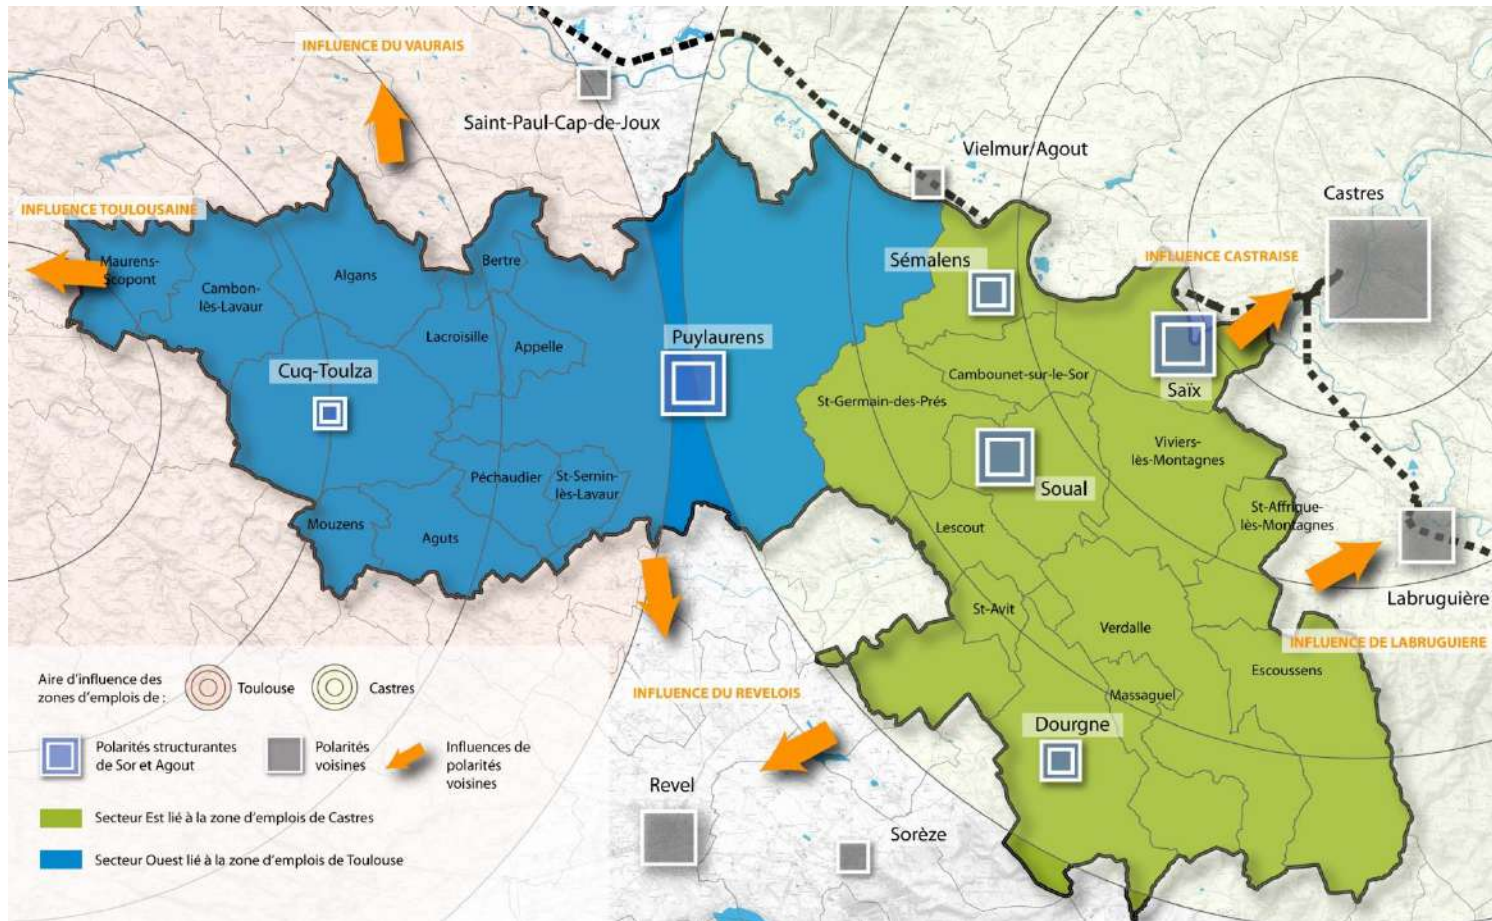 INFLUENCE DU VAURAIS
Saint-Paul-Cap-de-Joux
Vielmur/Agout
Castres
INFLUENCE TOULOUSAINE
Maurens-
Scopont
Cambon-
lès-Lavaur
Algans
Bertre
Sémalens
INFLUENCE CASTRAISE
Lacroisille
Appelle
Puylaurens
Cuq-Toulza
Cambounet-sur-le-Sor
Saïx
St-Germain-des-Prés
Viviers-
lès-Montagnes
Péchaudier
St-Sernin-
lès-Lavaur
Soual
Mouzens
Aguts
Lescout
St-Affrique-
lès-Montagnes
Labruguière
St-Avit
Verdalle
INFLUENCE DE LABRUGUIERE
Escoussens
Massaguel
INFLUENCE DU REVELOIS
Dourgne
Revel
Sorèze
Aire d'influence des
zones d'emplois de :
Toulouse
Castres
Polarités structurantes
de Sor et Agout
Polarités
voisines
Influences de
polarités
voisines
Secteur Est lié à la zone d'emplois de Castres
Secteur Ouest lié à la zone d'emplois de Toulouse